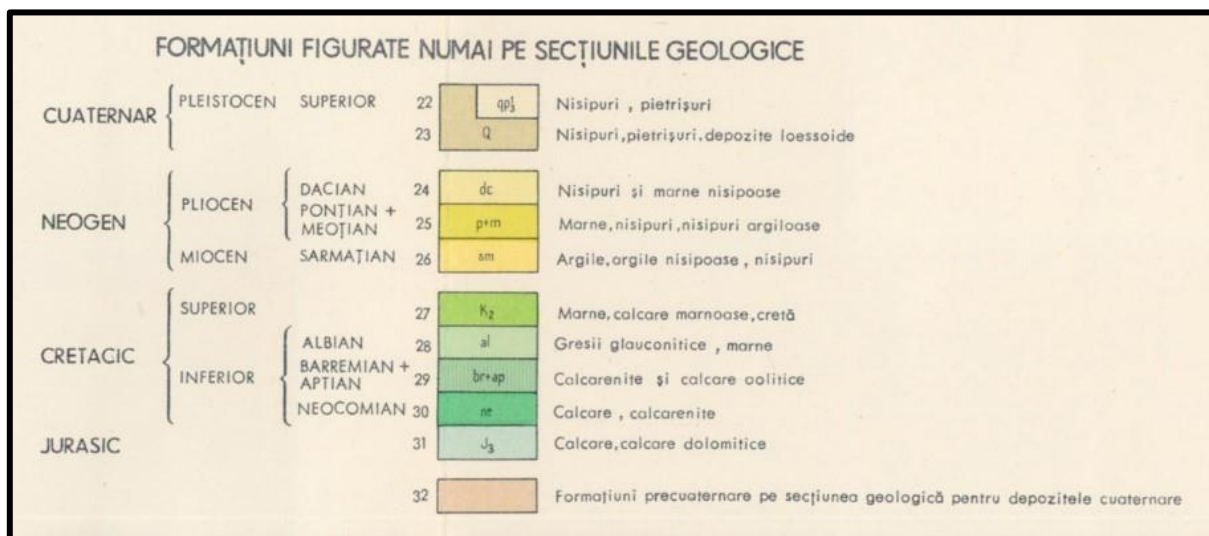 FORMAȚIUNI FIGURATE NUMAI PE SECȚIUNILE GEOLOGICE
CUATERNAR PLEISTOCEN SUPERIOR 22 qp¹₃ Nisipuri , pietrișuri
23 Q Nisipuri,pietrișuri,depozite loessoide
NEOGEN PLIOCEN DACIAN 24 dc Nisipuri și marne nisipoase
PONȚIAN + MEOȚIAN 25 p+m Marne,nisipuri,nisipuri argiloase
MIOCEN SARMAȚIAN 26 sm Argile,argile nisipoase , nisipuri
CRETACIC SUPERIOR 27 K₂ Marne,calcare marnoase,cretă
INFERIOR ALBIAN 28 al Gresii glauconitice , marne
BARREMIAN + APTIAN 29 br+ap Calcarenite și calcare oolitice
NEOCOMIAN 30 ne Calcare , calcarenite
JURASIC 31 J₃ Calcare,calcare dolomitice
32 Formațiuni precuaternare pe secțiunea geologică pentru depozitele cuaternare